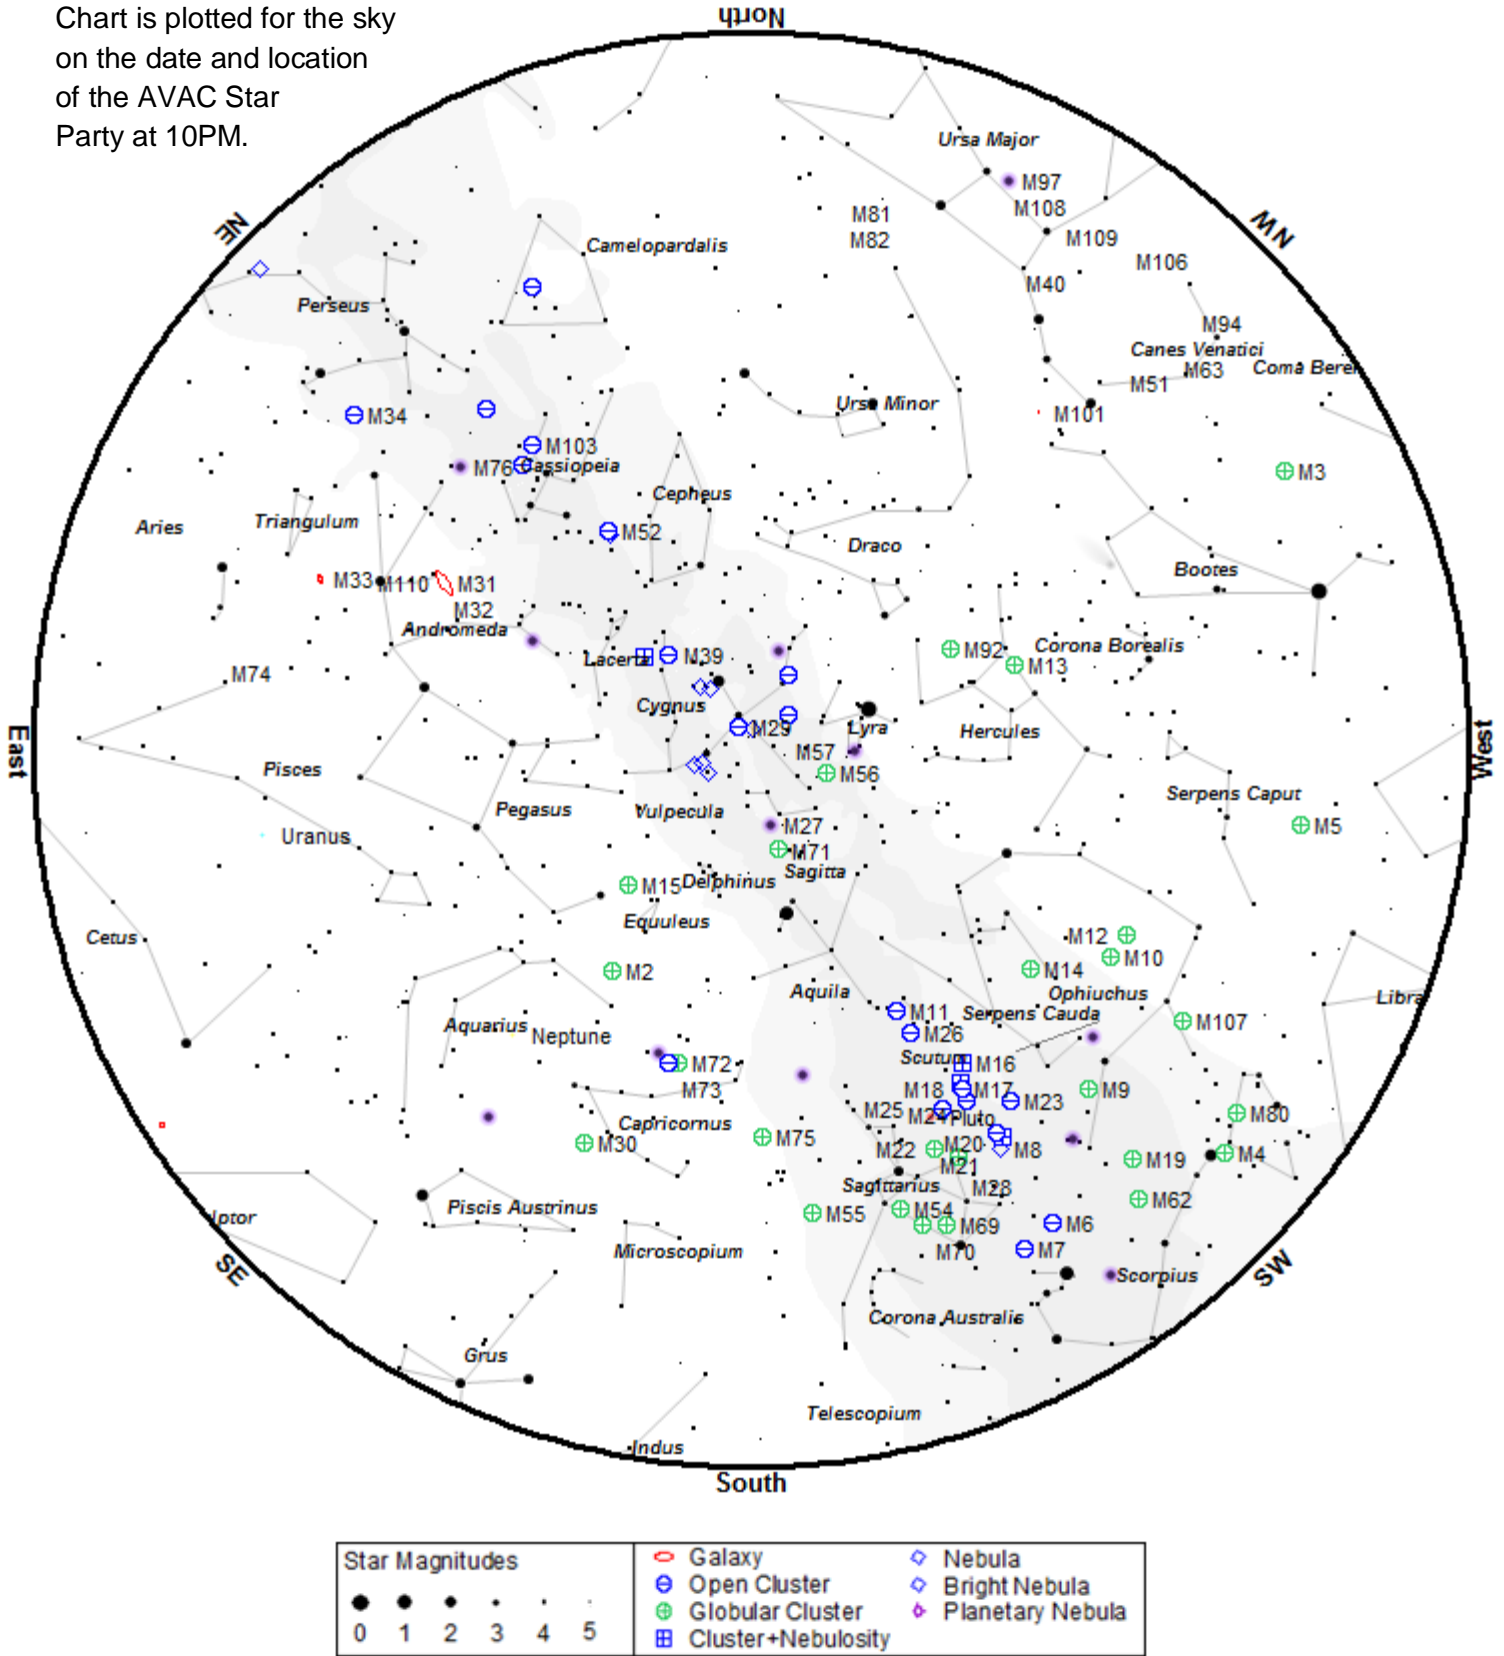 Chart is plotted for the sky
on the date and location
of the AVAC Star
Party at 10PM.
North
Ursa Major
M97
M81
M108
NE
NW
M82
M109
Camelopardalis
M106
M40
Perseus
M94
Canes Venatici
M63
Coma Berer
M51
Ursa Minor
M34
M101
M103
M76
Cassiopeia
M3
Cepheus
Triangulum
Aries
M52
Draco
Bootes
M33
M110
M31
M32
Andromeda
Corona Borealis
M92
Lacerta
M39
M13
M74
Cygnus
M29
Lyra
Hercules
East
West
M57
Pisces
M56
Serpens Caput
Pegasus
Vulpecula
M27
M5
Uranus
M71
Sagitta
M15
Delphinus
Equuleus
Cetus
M12
M10
M2
M14
Aquila
Ophiuchus
Libra
M11
Serpens Cauda
M107
Aquarius
Neptune
M26
Scutum
M72
M16
M73
M18
M17
M9
M23
M25
M24
Pluto
M80
Capricornus
M75
M30
M22
M20
M8
M4
M21
M19
Sagittarius
M28
M62
Piscis Austrinus
M55
M54
lptor
M69
M6
Microscopium
M70
M7
SE
SW
Scorpius
Corona Australis
Grus
Telescopium
Indus
South
Star Magnitudes
0 1 2 3 4 5
Galaxy
Open Cluster
Globular Cluster
Cluster+Nebulosity
Nebula
Bright Nebula
Planetary Nebula